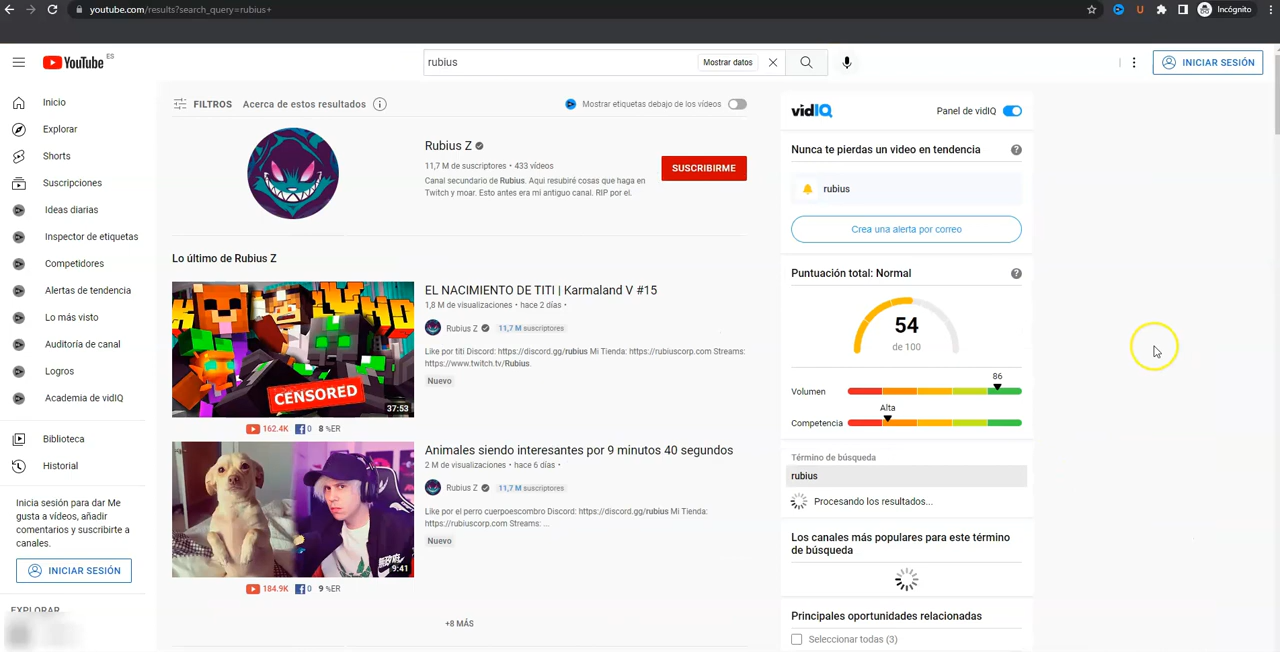 youtube.com/results?search_query=rubius+
Incógnito
YouTube ES
rubius
Mostrar datos
INICIAR SESIÓN
Inicio
Explorar
Shorts
Suscripciones
Ideas diarias
Inspector de etiquetas
Competidores
Alertas de tendencia
Lo más visto
Auditoría de canal
Logros
Academia de vidIQ
Biblioteca
Historial
Inicia sesión para dar Me
gusta a vídeos, añadir
comentarios y suscribirte a
canales.
INICIAR SESIÓN
EXPLORAR
FILTROS
Acerca de estos resultados
Mostrar etiquetas debajo de los vídeos
Rubius Z
11,7 M de suscriptores • 433 vídeos
Canal secundario de Rubius. Aqui resubiré cosas que haga en
Twitch y moar. Esto antes era mi antiguo canal. RIP por el.
SUSCRIBIRME
Lo último de Rubius Z
CENSORED
37:53
162.4K 0 8 %ER
EL NACIMIENTO DE TITI | Karmaland V #15
1,8 M de visualizaciones • hace 2 días •
Rubius Z 11,7 M suscriptores
Like por titi Discord: https://discord.gg/rubius Mi Tienda: https://rubiuscorp.com Streams:
https://www.twitch.tv/Rubius.
Nuevo
9:41
184.9K 0 9 %ER
Animales siendo interesantes por 9 minutos 40 segundos
2 M de visualizaciones • hace 6 días •
Rubius Z 11,7 M suscriptores
Like por el perro cuerpoescombro Discord: https://discord.gg/rubius Mi Tienda:
https://rubiuscorp.com Streams: ...
Nuevo
+8 MÁS
vidIQ
Panel de vidIQ
Nunca te pierdas un video en tendencia
rubius
Crea una alerta por correo
Puntuación total: Normal
54
de 100
86
Volumen
Alta
Competencia
Término de búsqueda
rubius
Procesando los resultados...
Los canales más populares para este término
de búsqueda
Principales oportunidades relacionadas
Seleccionar todas (3)